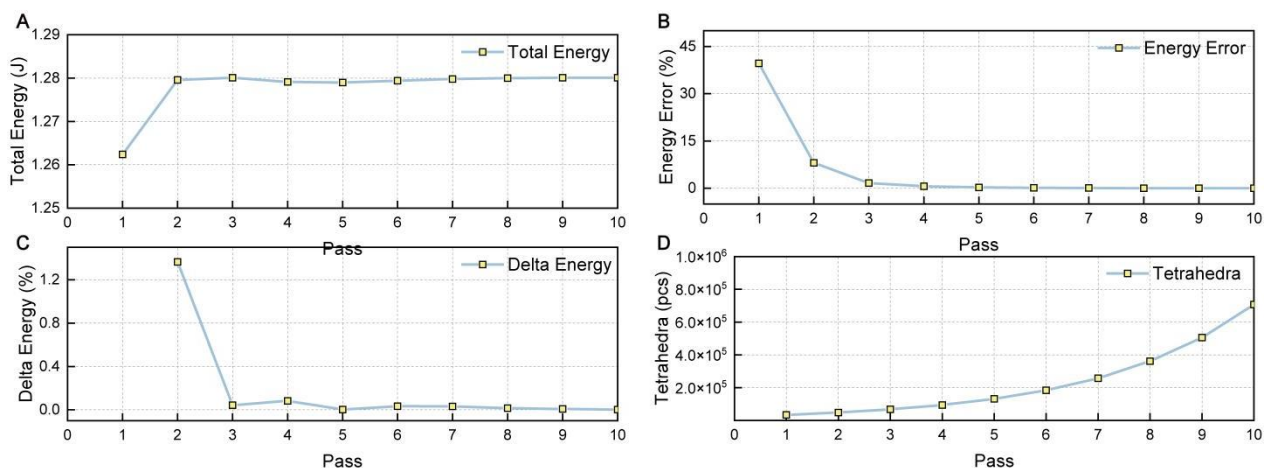 A
1.29
1.28
1.27
1.26
1.25
Total Energy (J)
Total Energy
0 1 2 3 4 5 6 7 8 9 10
Pass
B
45
30
15
0
Energy Error (%)
Energy Error
0 1 2 3 4 5 6 7 8 9 10
Pass
C
1.2
0.8
0.4
0.0
Delta Energy (%)
Delta Energy
0 1 2 3 4 5 6 7 8 9 10
Pass
D
1.0×10⁶
8.0×10⁵
6.0×10⁵
4.0×10⁵
2.0×10⁵
Tetrahedra (pcs)
Tetrahedra
0 1 2 3 4 5 6 7 8 9 10
Pass